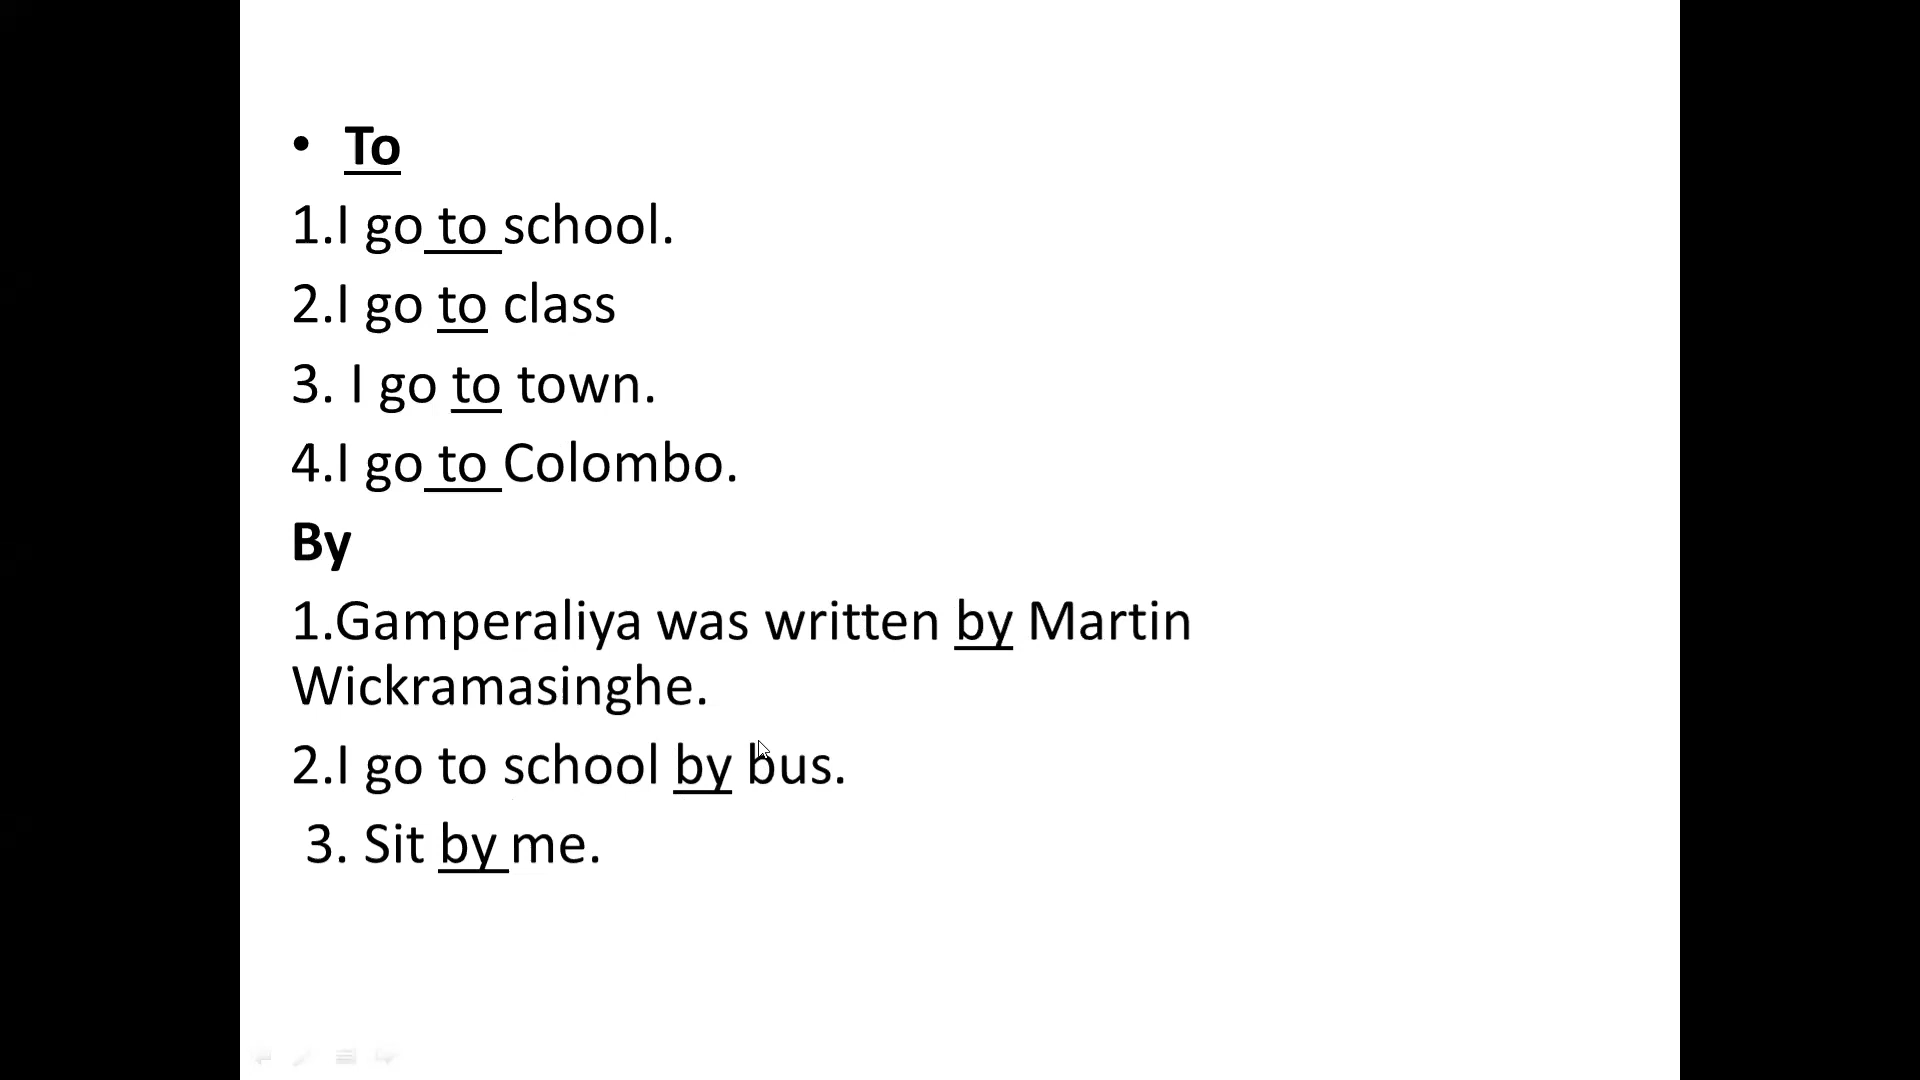 • To
1.I go to school.
2.I go to class
3. I go to town.
4.I go to Colombo.
By
1.Gamperaliya was written by Martin
Wickramasinghe.
2.I go to school by bus.
3. Sit by me.